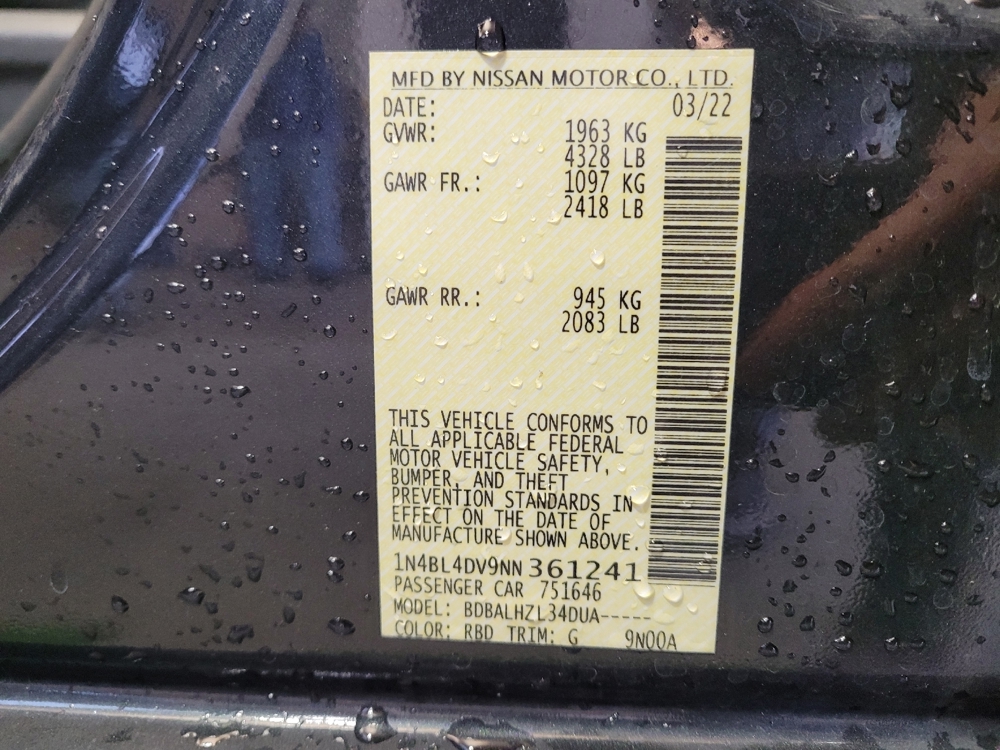 MFD BY NISSAN MOTOR CO., LTD.
DATE: 03/22
GVWR: 1963 KG
4328 LB
GAWR FR.: 1097 KG
2418 LB
GAWR RR.: 945 KG
2083 LB
THIS VEHICLE CONFORMS TO
ALL APPLICABLE FEDERAL
MOTOR VEHICLE SAFETY,
BUMPER, AND THEFT
PREVENTION STANDARDS IN
EFFECT ON THE DATE OF
MANUFACTURE SHOWN ABOVE.
1N4BL4DV9NN361241
PASSENGER CAR 751646
MODEL: BDBALHZL34DUA-----
COLOR: RBD TRIM: G 9N00A